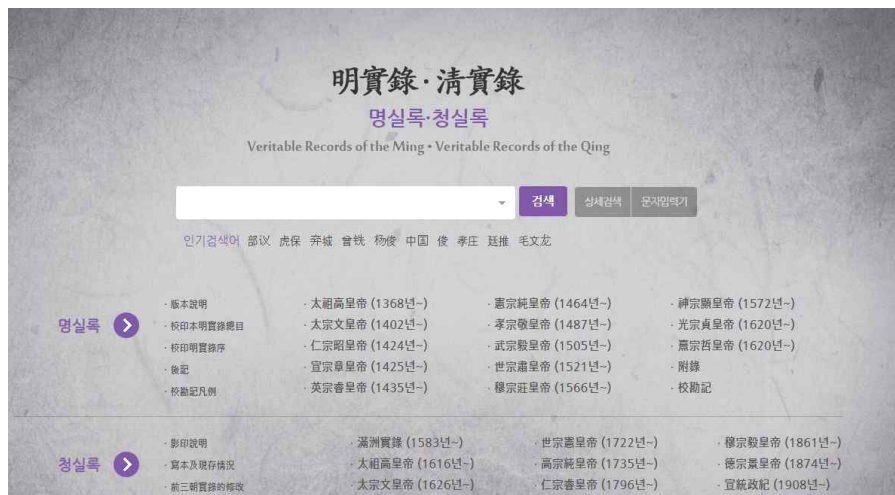 明實錄·清實錄
명실록·청실록
Veritable Records of the Ming • Veritable Records of the Qing
검색 상세검색 문자입력기
인기검색어 部议 虎保 弃城 曾铣 杨俊 中国 俊 孝庄 廷推 毛文龙
명실록
· 版本說明
· 校印本明實錄總目
· 校印明實錄序
· 後記
· 校勘記凡例
· 太祖高皇帝 (1368년~)
· 太宗文皇帝 (1402년~)
· 仁宗昭皇帝 (1424년~)
· 宣宗章皇帝 (1425년~)
· 英宗睿皇帝 (1435년~)
· 憲宗純皇帝 (1464년~)
· 孝宗敬皇帝 (1487년~)
· 武宗毅皇帝 (1505년~)
· 世宗肅皇帝 (1521년~)
· 穆宗莊皇帝 (1566년~)
· 神宗顯皇帝 (1572년~)
· 光宗貞皇帝 (1620년~)
· 熹宗哲皇帝 (1620년~)
· 附錄
· 校勘記
청실록
· 影印說明
· 寫本及現存情況
· 前三朝實錄的修改
· 滿洲實錄 (1583년~)
· 太祖高皇帝 (1616년~)
· 太宗文皇帝 (1626년~)
· 世宗憲皇帝 (1722년~)
· 高宗純皇帝 (1735년~)
· 仁宗睿皇帝 (1796년~)
· 穆宗毅皇帝 (1861년~)
· 德宗景皇帝 (1874년~)
· 宣統政紀 (1908년~)